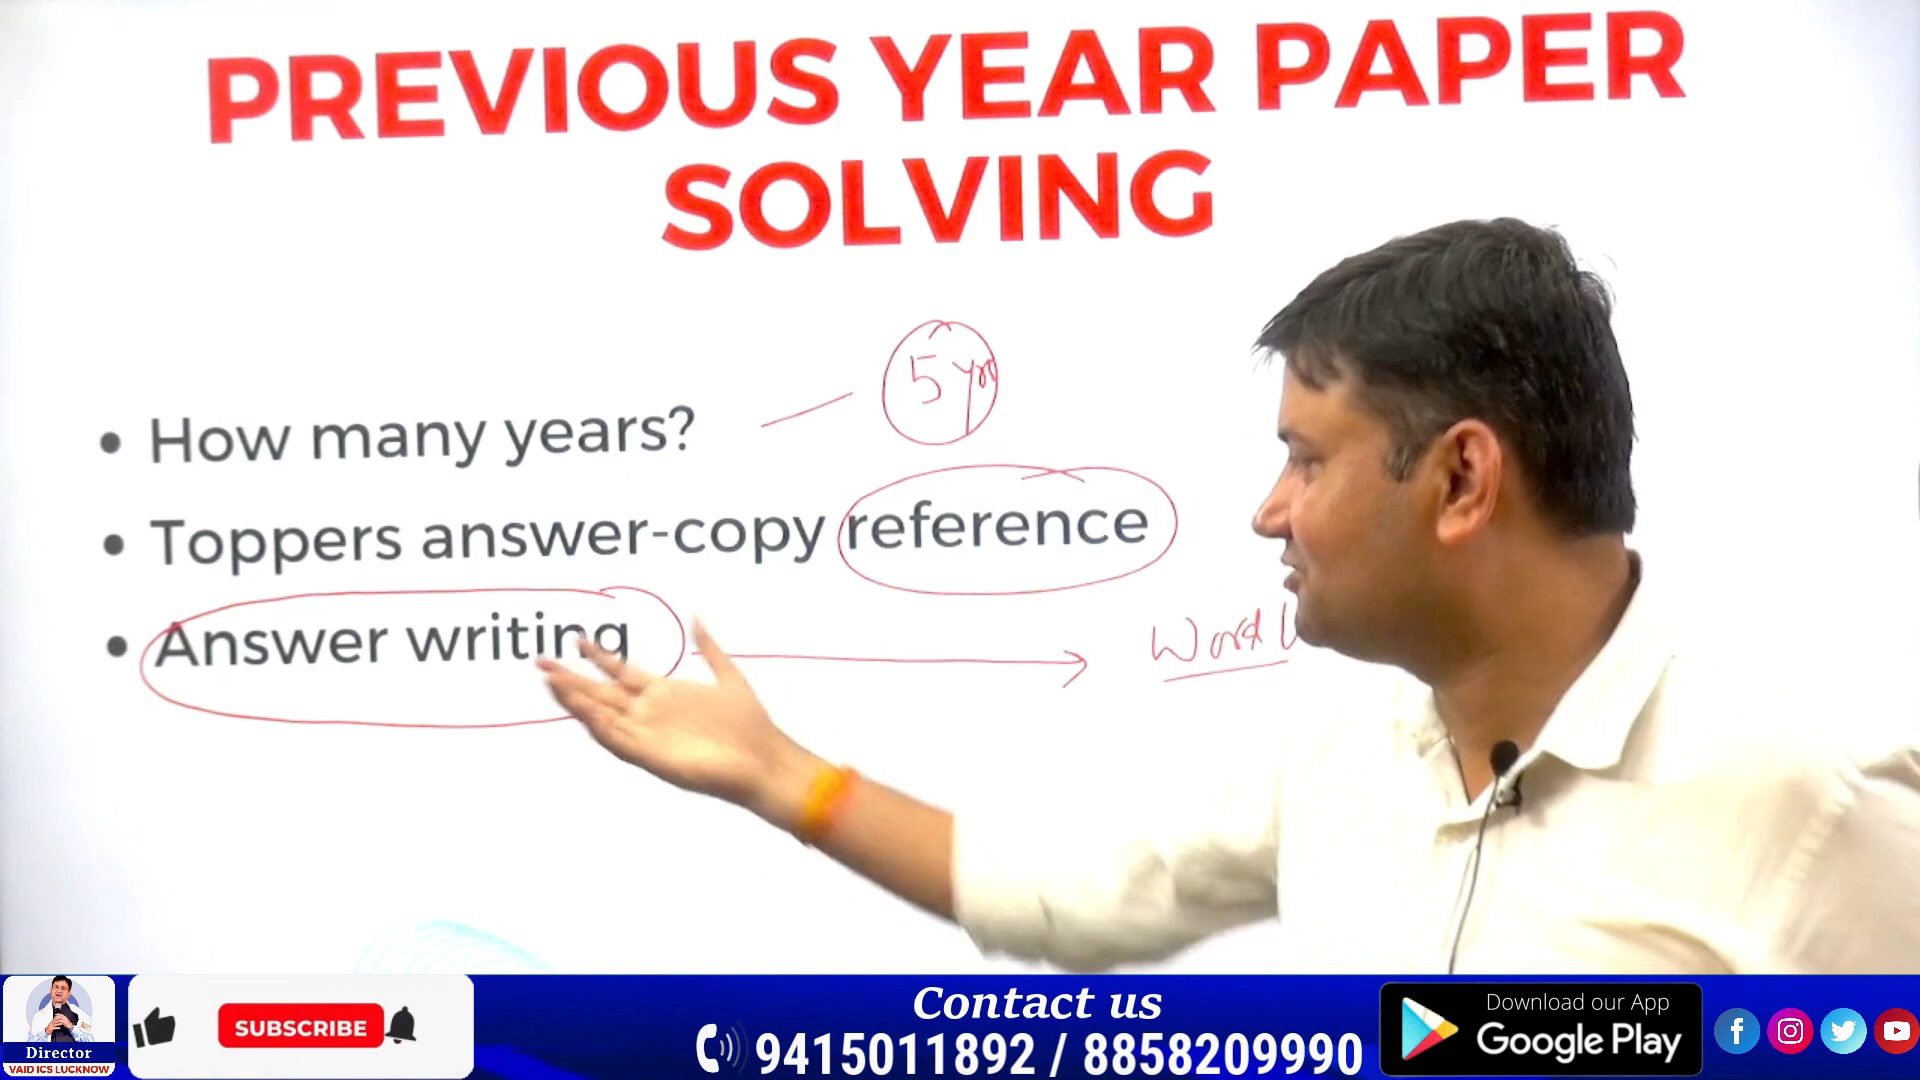 PREVIOUS YEAR PAPER
SOLVING
5 yrs
• How many years?
• Toppers answer-copy reference
• Answer writing
Word
Contact us
9415011892 / 8858209990
SUBSCRIBE
Director
VAID ICS LUCKNOW
Download our App
Google Play